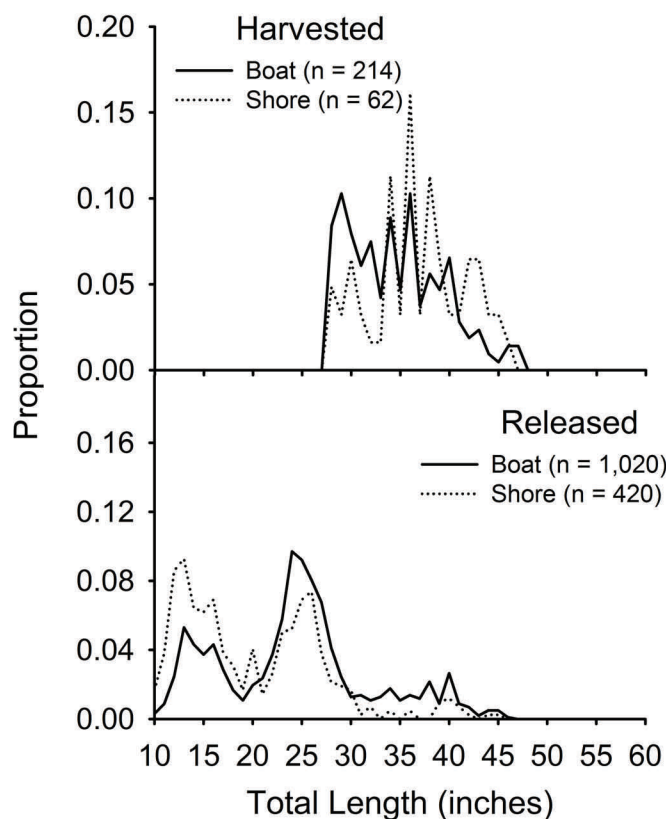 Harvested
Boat (n = 214)
Shore (n = 62)
0.20
0.15
0.10
0.05
0.00
Proportion
Released
Boat (n = 1,020)
Shore (n = 420)
0.16
0.12
0.08
0.04
0.00
10 15 20 25 30 35 40 45 50 55 60
Total Length (inches)